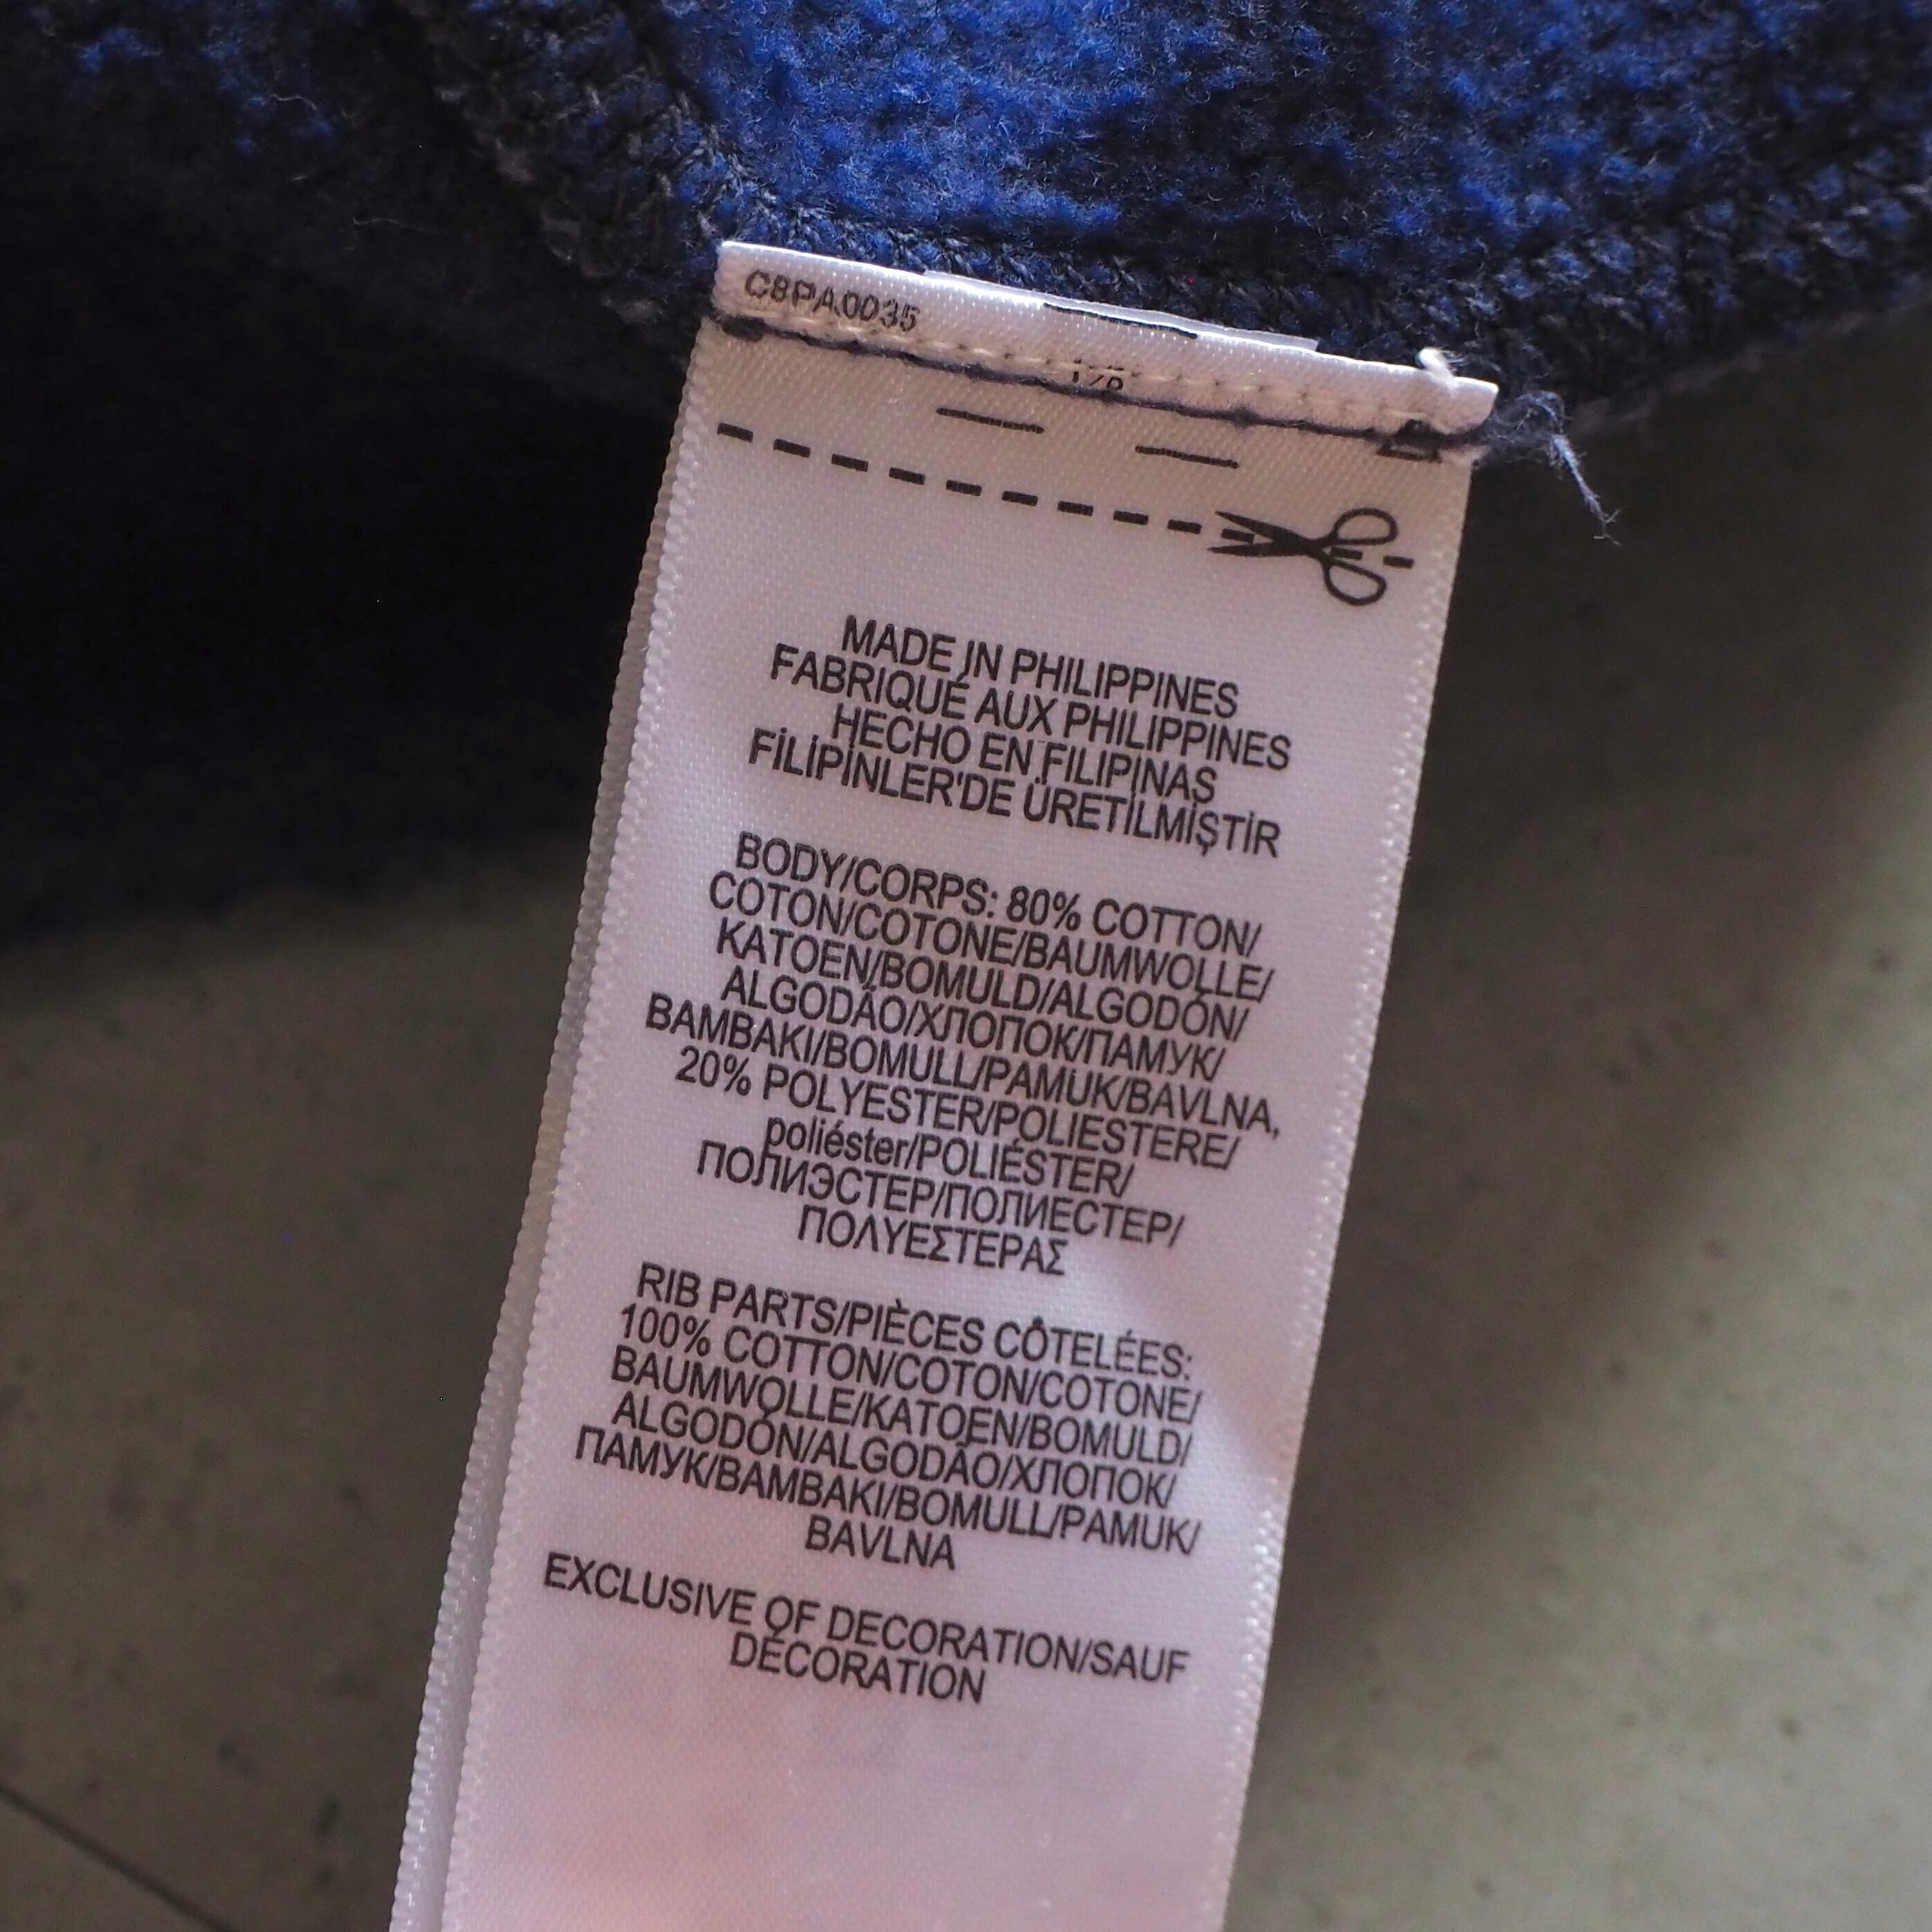 C8PA0035
MADE IN PHILIPPINES
FABRIQUÉ AUX PHILIPPINES
HECHO EN FILIPINAS
FİLİPİNLER'DE ÜRETİLMİŞTİR
BODY/CORPS: 80% COTTON/
COTON/COTONE/BAUMWOLLE/
KATOEN/BOMULD/ALGODÓN/
ALGODÃO/ХЛОПОК/ПАМУК/
BAMBAKI/BOMULL/PAMUK/BAVLNA,
20% POLYESTER/POLIESTERE/
poliéster/POLIÉSTER/
ПОЛИЭСТЕР/ПОЛИЕСТЕР/
ΠΟΛΥΕΣΤΕΡΑΣ
RIB PARTS/PIÈCES CÔTELÉES:
100% COTTON/COTON/COTONE/
BAUMWOLLE/KATOEN/BOMULD/
ALGODÓN/ALGODÃO/ХЛОПОК/
ПАМУК/BAMBAKI/BOMULL/PAMUK/
BAVLNA
EXCLUSIVE OF DECORATION/SAUF
DÉCORATION